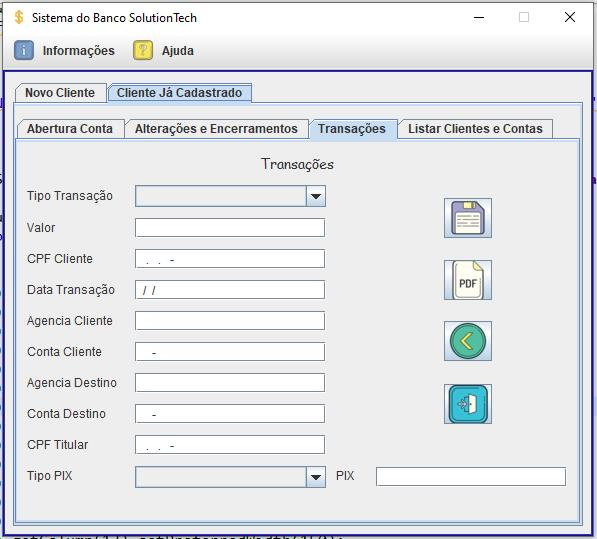 Sistema do Banco SolutionTech
Informações Ajuda
Novo Cliente Cliente Já Cadastrado
Abertura Conta Alterações e Encerramentos Transações Listar Clientes e Contas
Transações
Tipo Transação
Valor
CPF Cliente . . -
PDF
Data Transação / /
Agencia Cliente
Conta Cliente -
Agencia Destino
Conta Destino -
CPF Titular . . -
Tipo PIX PIX